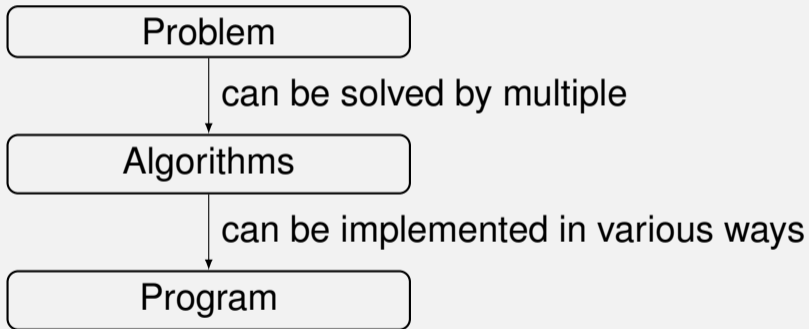 Problem
can be solved by multiple
Algorithms
can be implemented in various ways
Program